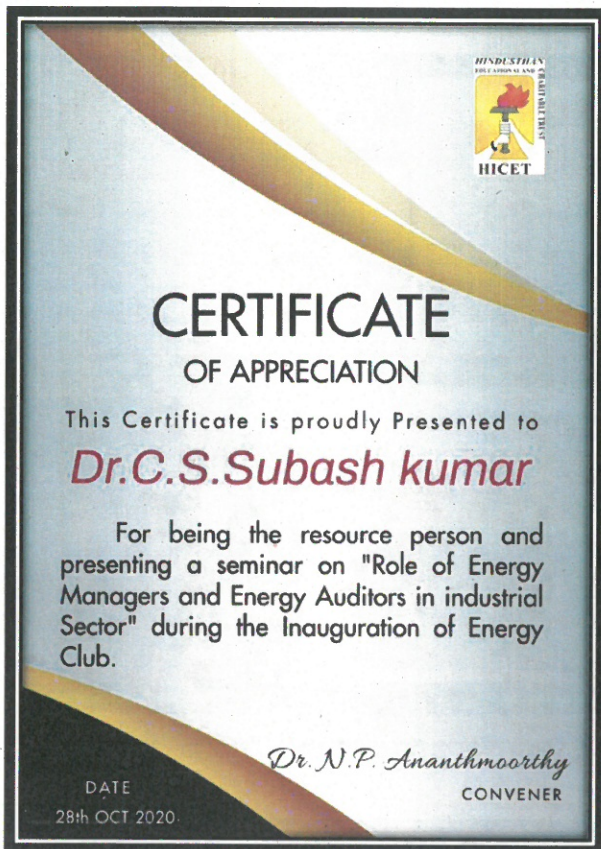 HINDUSTHAN
EDUCATIONAL AND
CHARITABLE TRUST
HICET
CERTIFICATE
OF APPRECIATION
This Certificate is proudly Presented to
Dr.C.S.Subash kumar
For being the resource person and
presenting a seminar on "Role of Energy
Managers and Energy Auditors in industrial
Sector" during the Inauguration of Energy
Club.
Dr. N.P. Ananthmoorthy
CONVENER
DATE
28th OCT 2020